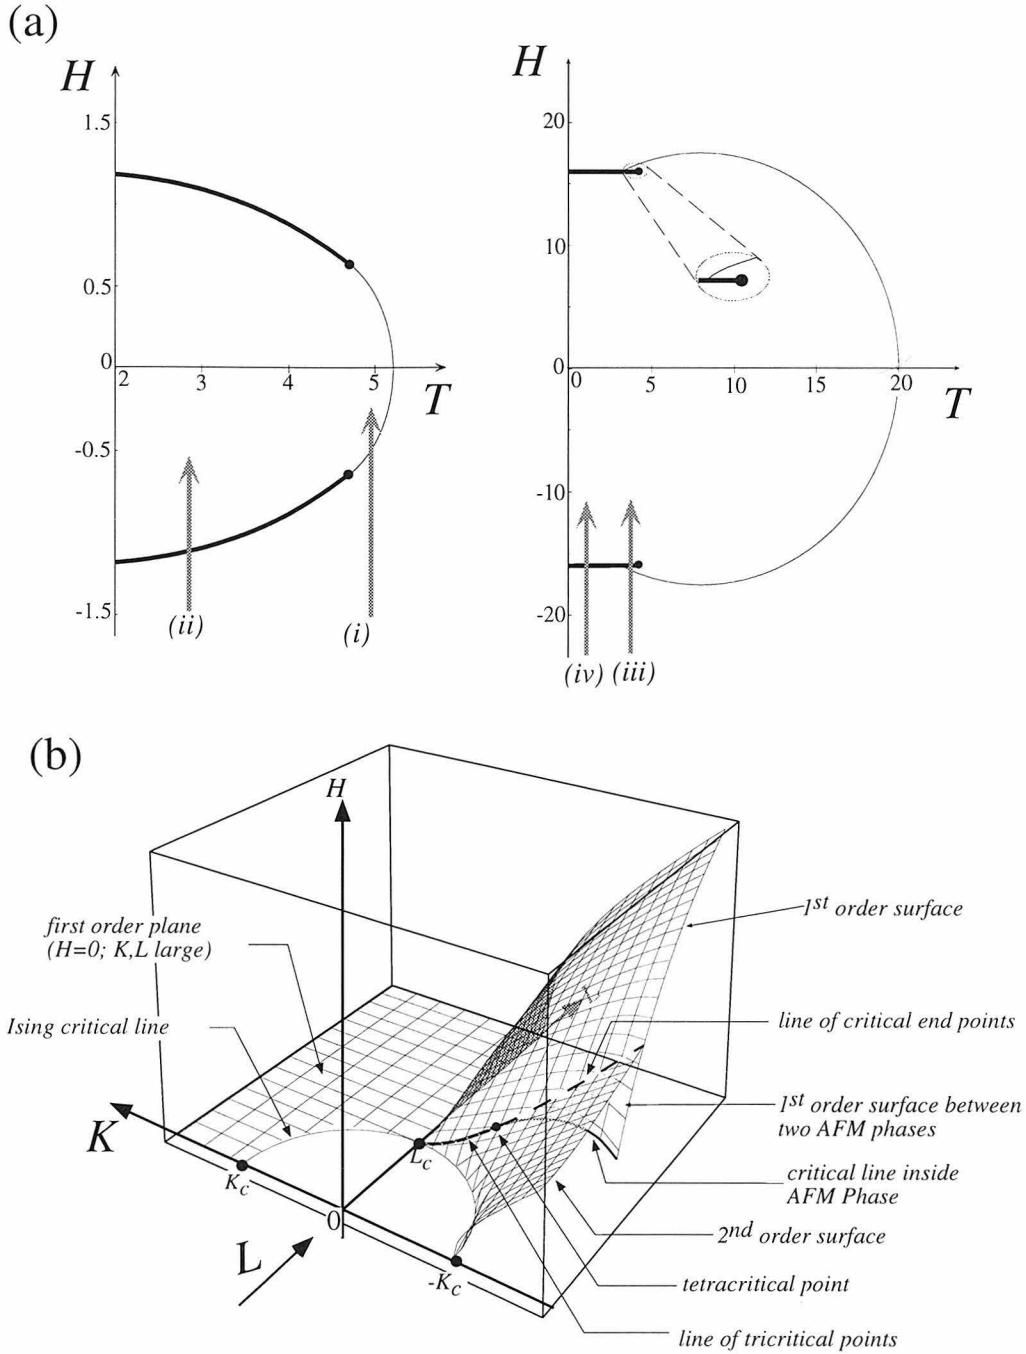 (a)
H
1.5
0.5
0
2
3
4
5
T
-0.5
-1.5
(ii)
(i)
H
20
10
0
0
5
10
15
20
T
-10
-20
(iv)
(iii)
(b)
H
first order plane
(H=0; K,L large)
Ising critical line
K
Kc
0
L
Lc
-Kc
L
1st order surface
line of critical end points
1st order surface between
two AFM phases
critical line inside
AFM Phase
2nd order surface
tetracritical point
line of tricritical points